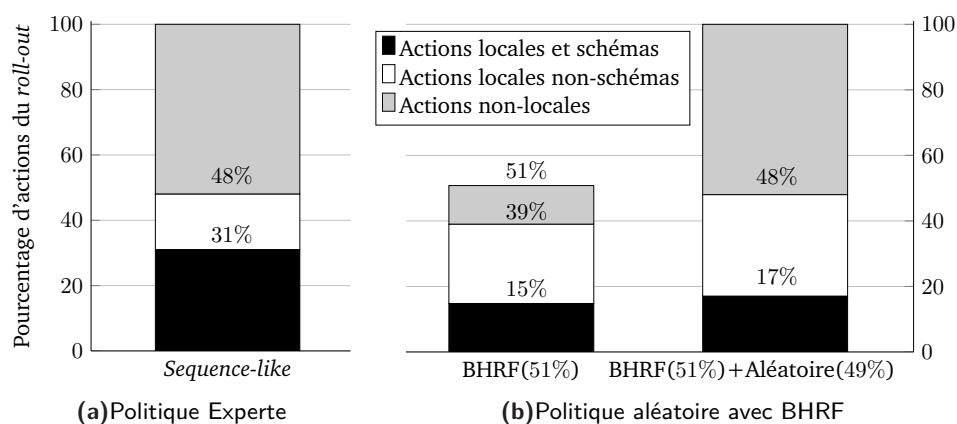 Pourcentage d'actions du roll-out
100
80
60
40
20
0
48%
31%
Sequence-like
(a)Politique Experte
Actions locales et schémas
Actions locales non-schémas
Actions non-locales
51%
39%
15%
48%
17%
100
80
60
40
20
0
BHRF(51%)
BHRF(51%)+Aléatoire(49%)
(b)Politique aléatoire avec BHRF